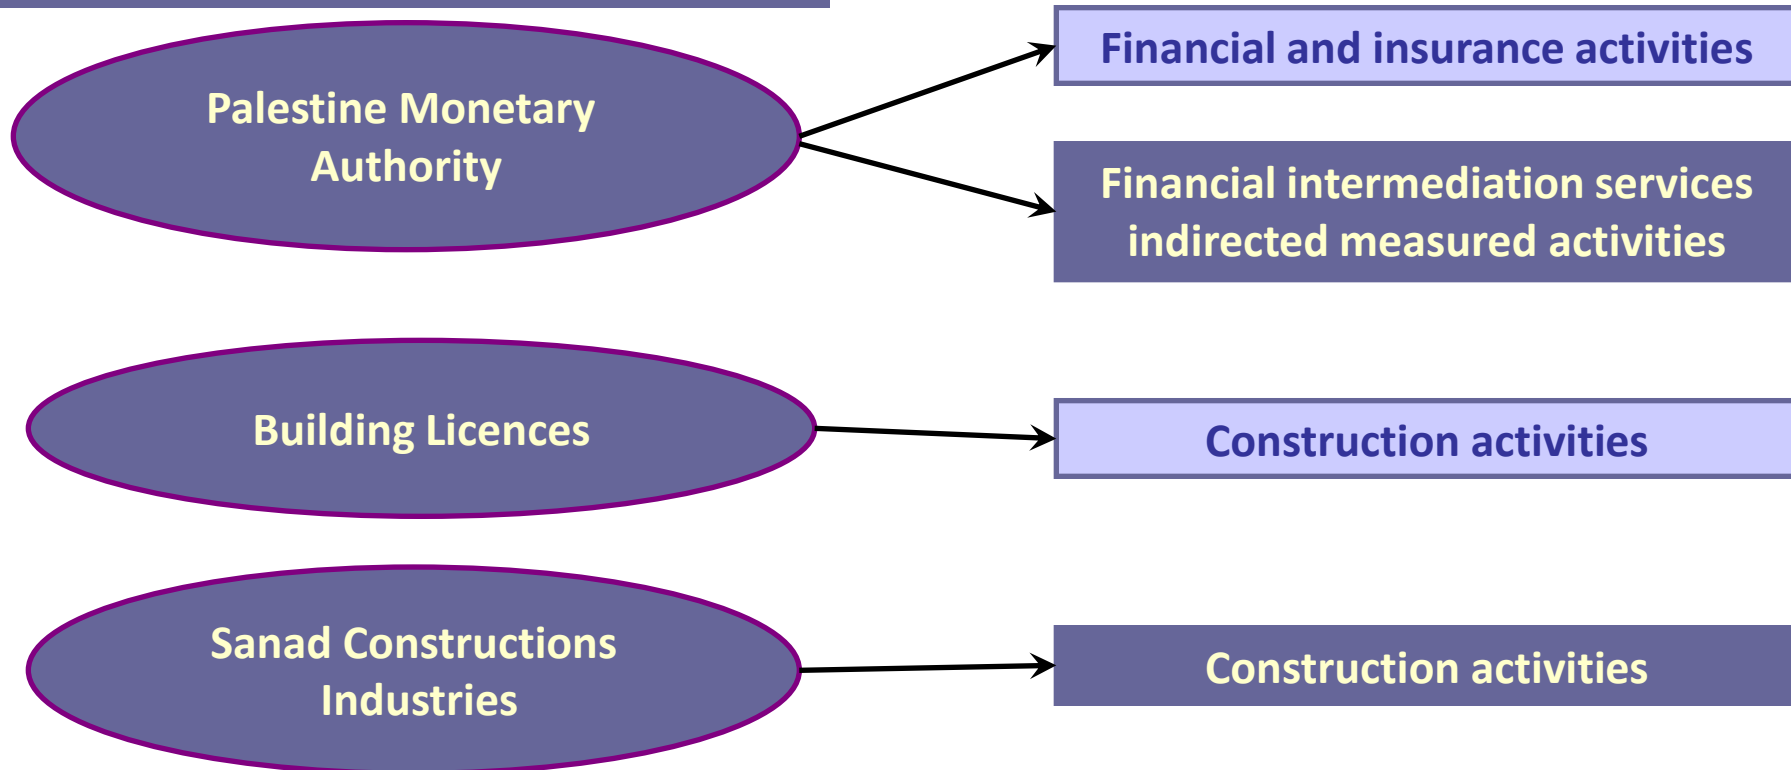 Palestine Monetary
Authority
Financial and insurance activities
Financial intermediation services
indirected measured activities
Building Licences
Construction activities
Sanad Constructions
Industries
Construction activities